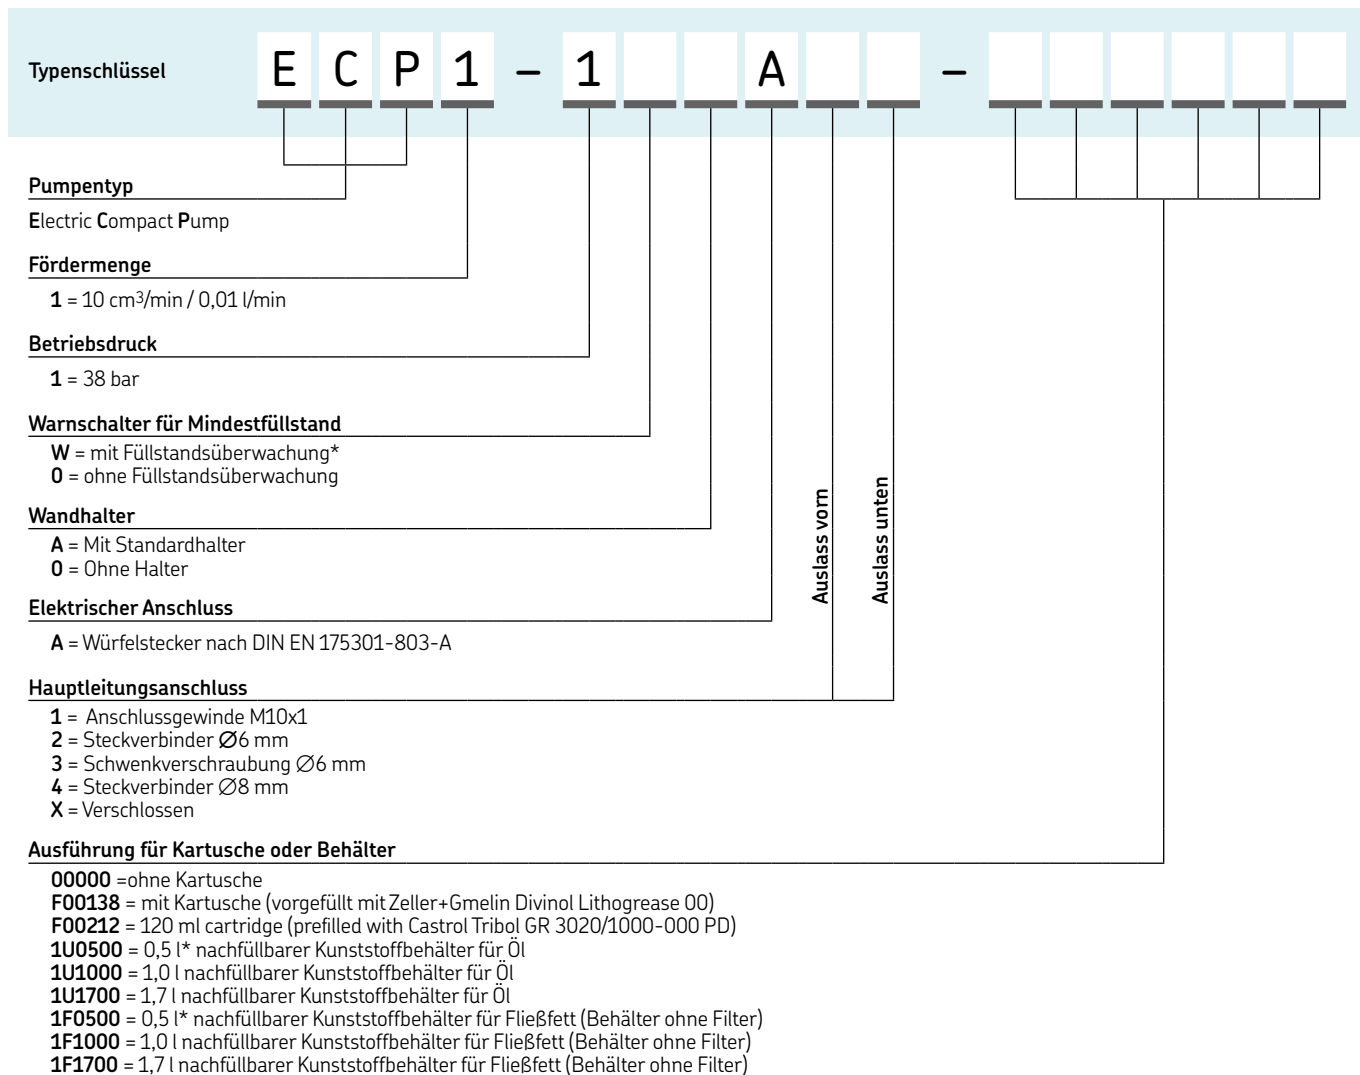 Typenschlüssel E C P 1 – 1 A –
Pumpentyp
Electric Compact Pump
Fördermenge
1 = 10 cm³/min / 0,01 l/min
Betriebsdruck
1 = 38 bar
Warnschalter für Mindestfüllstand
W = mit Füllstandsüberwachung*
0 = ohne Füllstandsüberwachung
Wandhalter
A = Mit Standardhalter
0 = Ohne Halter
Auslass vorn
Auslass unten
Elektrischer Anschluss
A = Würfelstecker nach DIN EN 175301-803-A
Hauptleitungsanschluss
1 = Anschlussgewinde M10x1
2 = Steckverbinder Ø6 mm
3 = Schwenkverschraubung Ø6 mm
4 = Steckverbinder Ø8 mm
X = Verschlossen
Ausführung für Kartusche oder Behälter
00000 =ohne Kartusche
F00138 = mit Kartusche (vorgefüllt mit Zeller+Gmelin Divinol Lithogrease 00)
F00212 = 120 ml cartridge (prefilled with Castrol Tribol GR 3020/1000-000 PD)
1U0500 = 0,5 l* nachfüllbarer Kunststoffbehälter für Öl
1U1000 = 1,0 l nachfüllbarer Kunststoffbehälter für Öl
1U1700 = 1,7 l nachfüllbarer Kunststoffbehälter für Öl
1F0500 = 0,5 l* nachfüllbarer Kunststoffbehälter für Fließfett (Behälter ohne Filter)
1F1000 = 1,0 l nachfüllbarer Kunststoffbehälter für Fließfett (Behälter ohne Filter)
1F1700 = 1,7 l nachfüllbarer Kunststoffbehälter für Fließfett (Behälter ohne Filter)